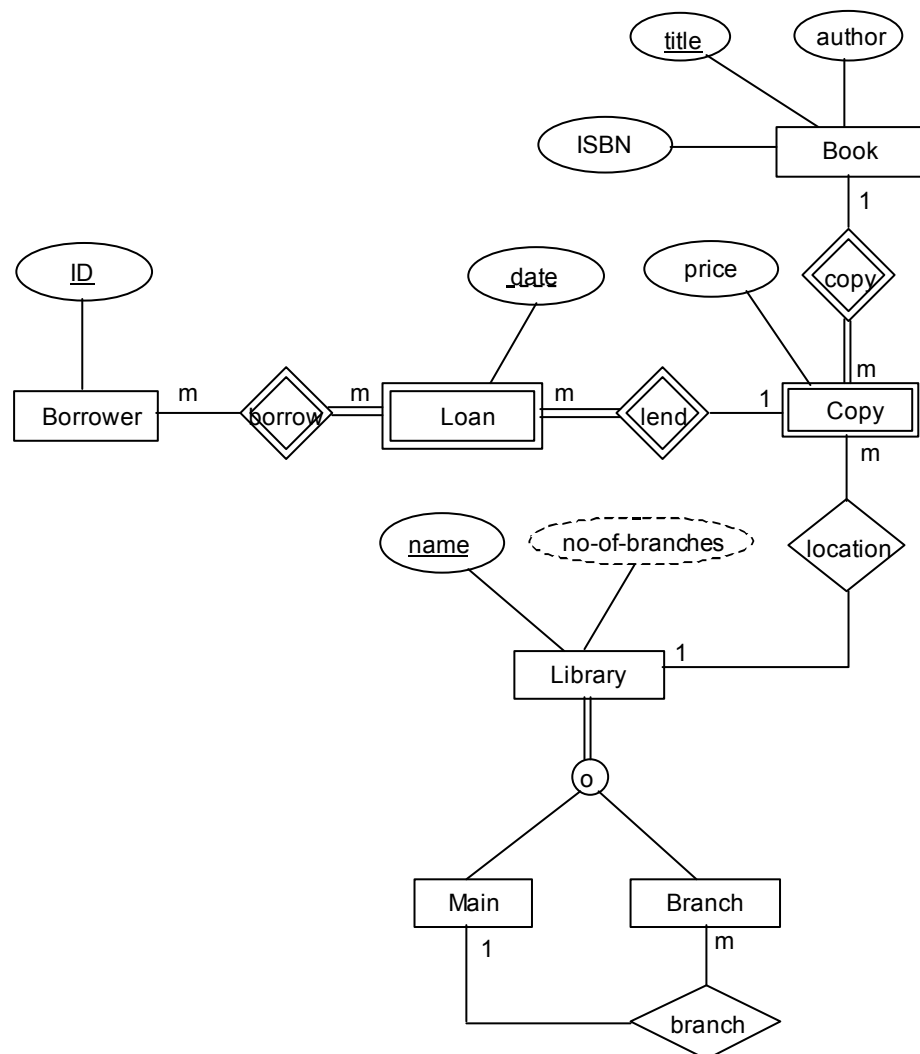 title
author
ISBN
Book
1
ID
date
price
copy
m
m
m
m
1
Borrower
borrow
Loan
lend
Copy
m
name
no-of-branches
location
1
Library
o
Main
Branch
1
m
branch